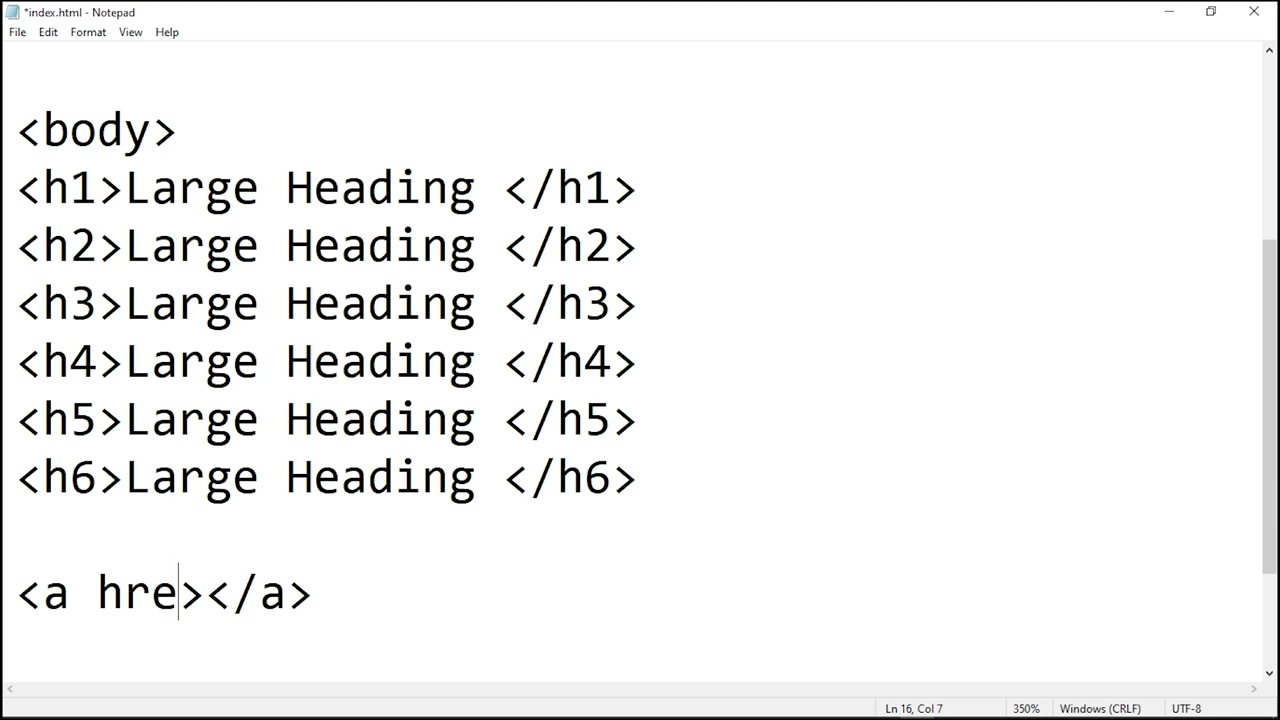 *index.html - Notepad
File Edit Format View Help
<body>
<h1>Large Heading </h1>
<h2>Large Heading </h2>
<h3>Large Heading </h3>
<h4>Large Heading </h4>
<h5>Large Heading </h5>
<h6>Large Heading </h6>
<a hre></a>
Ln 16, Col 7 350% Windows (CRLF) UTF-8